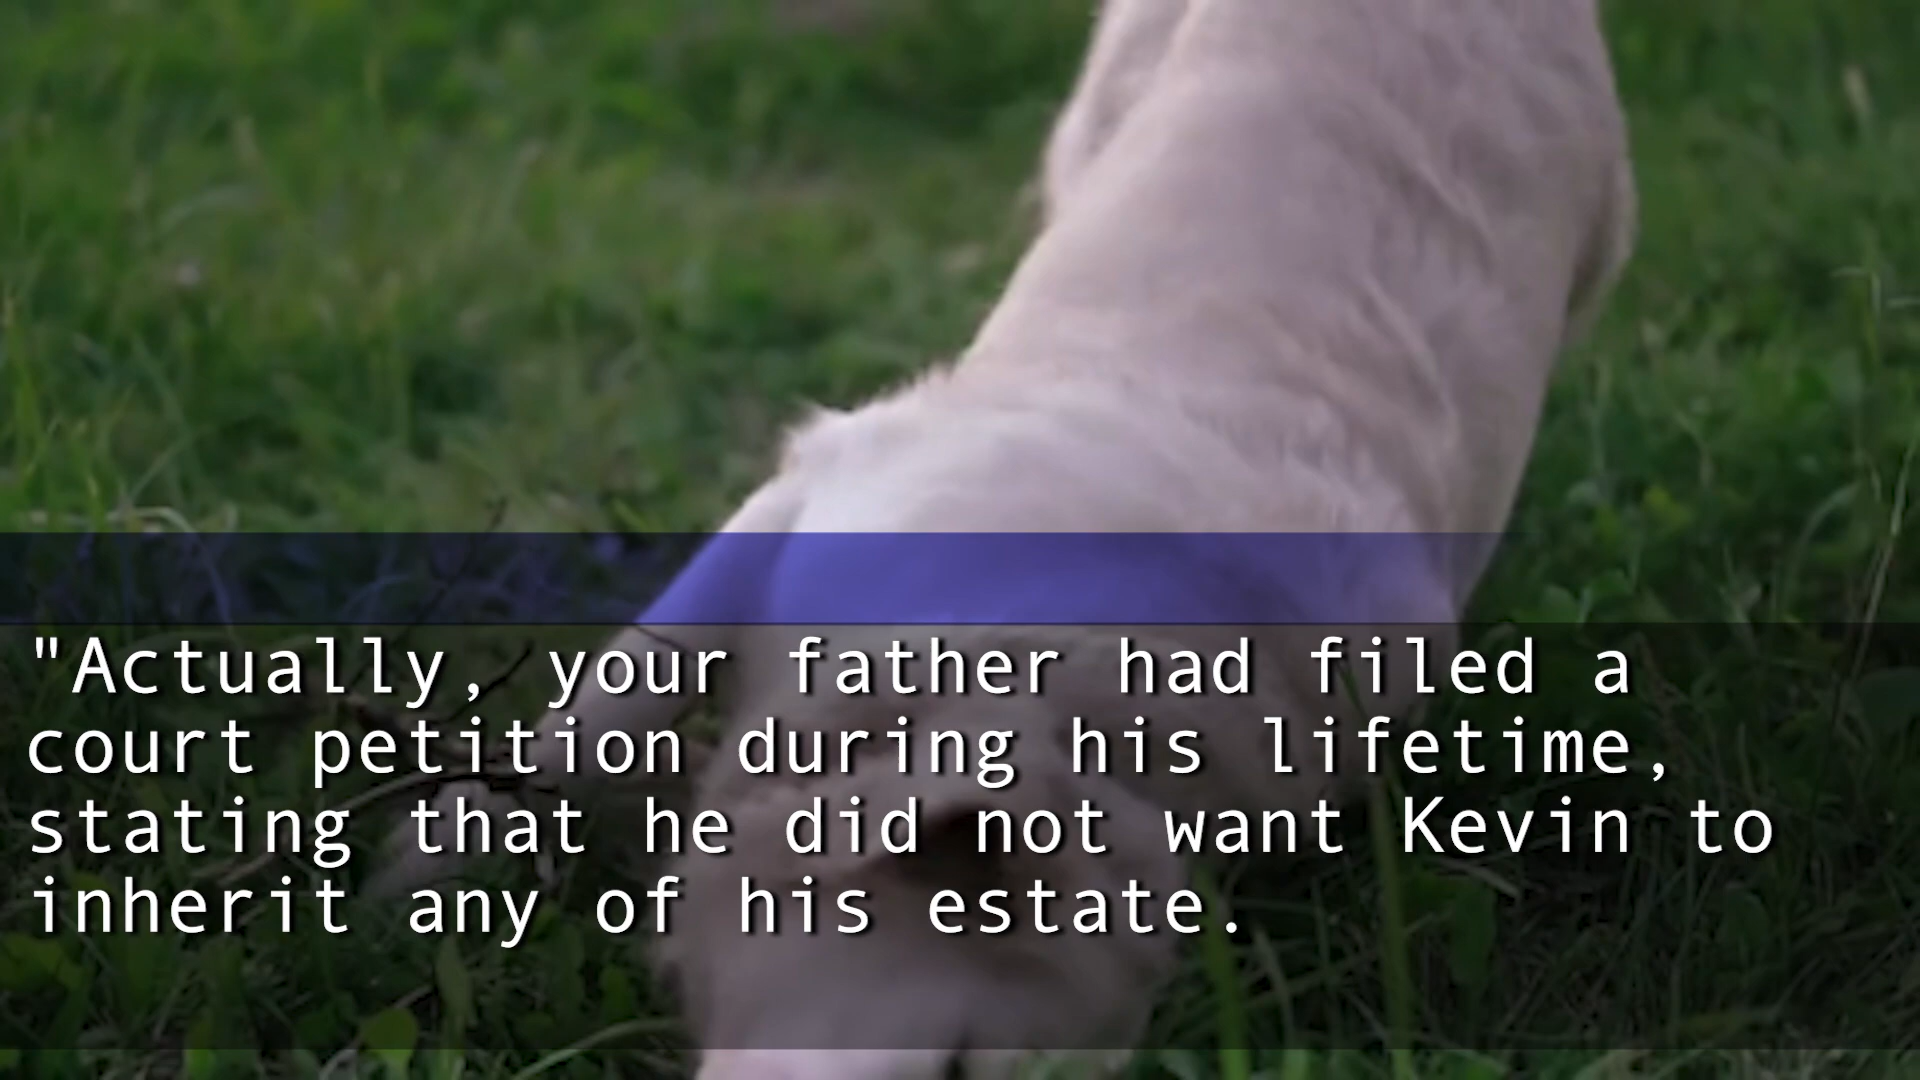 "Actually, your father had filed a
court petition during his lifetime,
stating that he did not want Kevin to
inherit any of his estate.